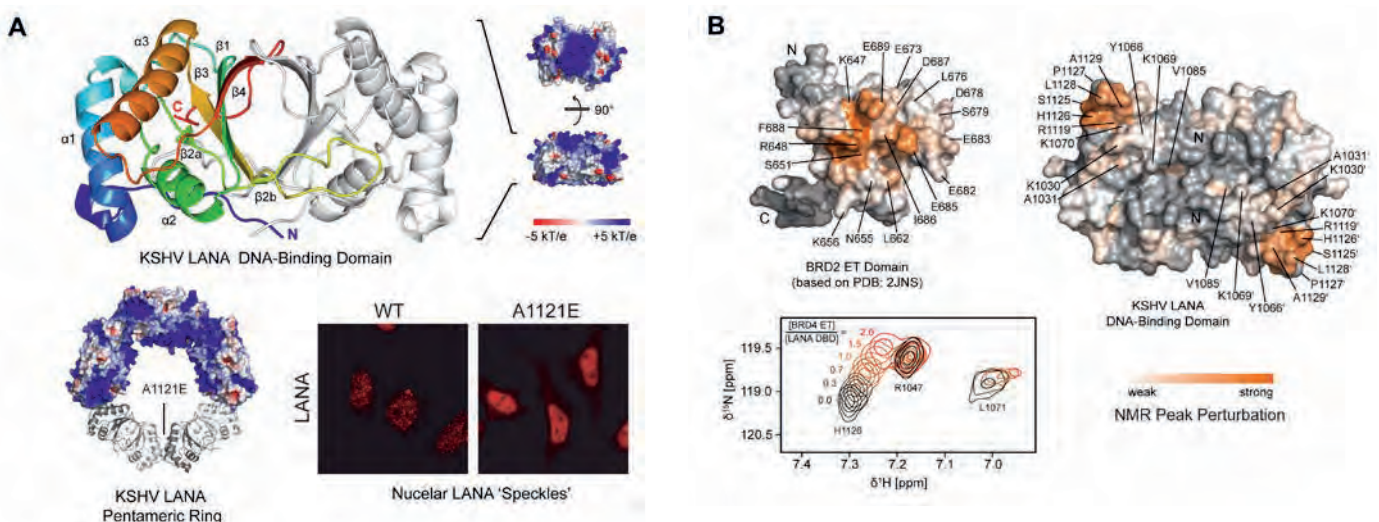 A
α3
β1
β3
β4
C
α1
β2a
β2b
α2
N
KSHV LANA DNA-Binding Domain
90°
-5 kT/e
+5 kT/e
A1121E
KSHV LANA
Pentameric Ring
WT
A1121E
LANA
Nucelar LANA 'Speckles'
B
N
K647
E689
E673
D687
L676
D678
S679
E683
E682
E685
I686
L662
N655
K656
F688
R648
S651
C
BRD2 ET Domain
(based on PDB: 2JNS)
Y1066
A1129
K1069
P1127
V1085
L1128
S1125
H1126
R1119
K1070
N
K1030
A1031
N
A1031'
K1030'
K1070'
R1119'
H1126'
S1125'
L1128'
P1127'
A1129'
V1085'
K1069'
Y1066'
KSHV LANA
DNA-Binding Domain
[BRD4 ET]
[LANA DBD]
=
2.6
1.5
1.0
0.7
0.3
0.0
R1047
H1126
L1071
119.5
119.0
120.5
δ¹⁵N [ppm]
7.4
7.3
7.2
7.1
7.0
δ¹H [ppm]
weak
strong
NMR Peak Perturbation